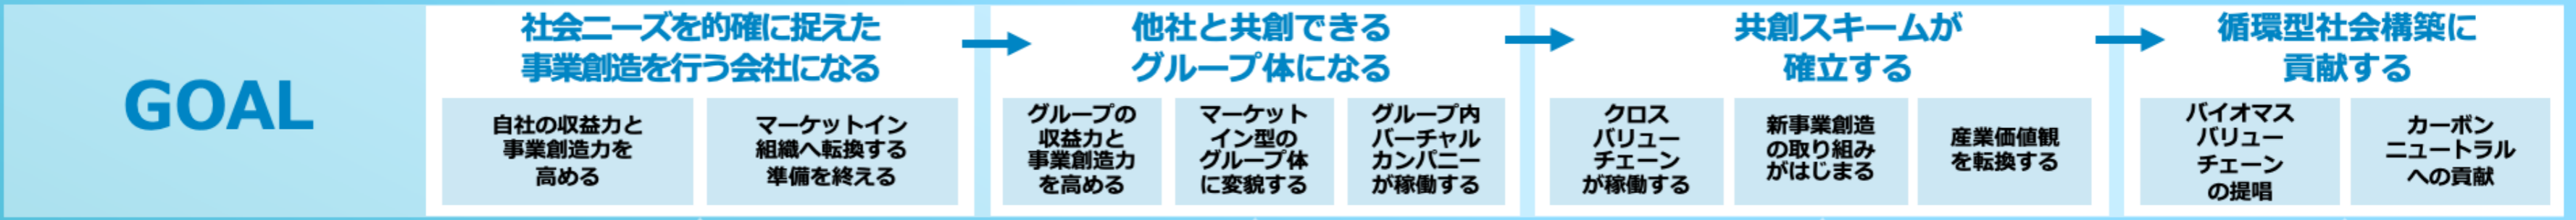 GOAL
社会ニーズを的確に捉えた
事業創造を行う会社になる
自社の収益力と
事業創造力を
高める
マーケットイン
組織へ転換する
準備を終える
他社と共創できる
グループ体になる
グループの
収益力と
事業創造力
を高める
マーケット
イン型の
グループ体
に変貌する
グループ内
バーチャル
カンパニー
が稼働する
共創スキームが
確立する
クロス
バリュー
チェーン
が稼働する
新事業創造
の取り組み
がはじまる
産業価値観
を転換する
循環型社会構築に
貢献する
バイオマス
バリュー
チェーン
の提唱
カーボン
ニュートラル
への貢献